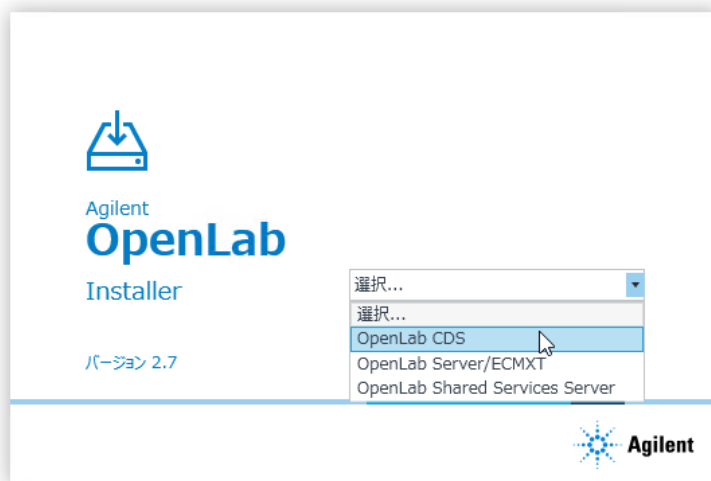 Agilent
OpenLab
Installer
選択...
選択...
OpenLab CDS
OpenLab Server/ECMXT
OpenLab Shared Services Server
バージョン 2.7
Agilent